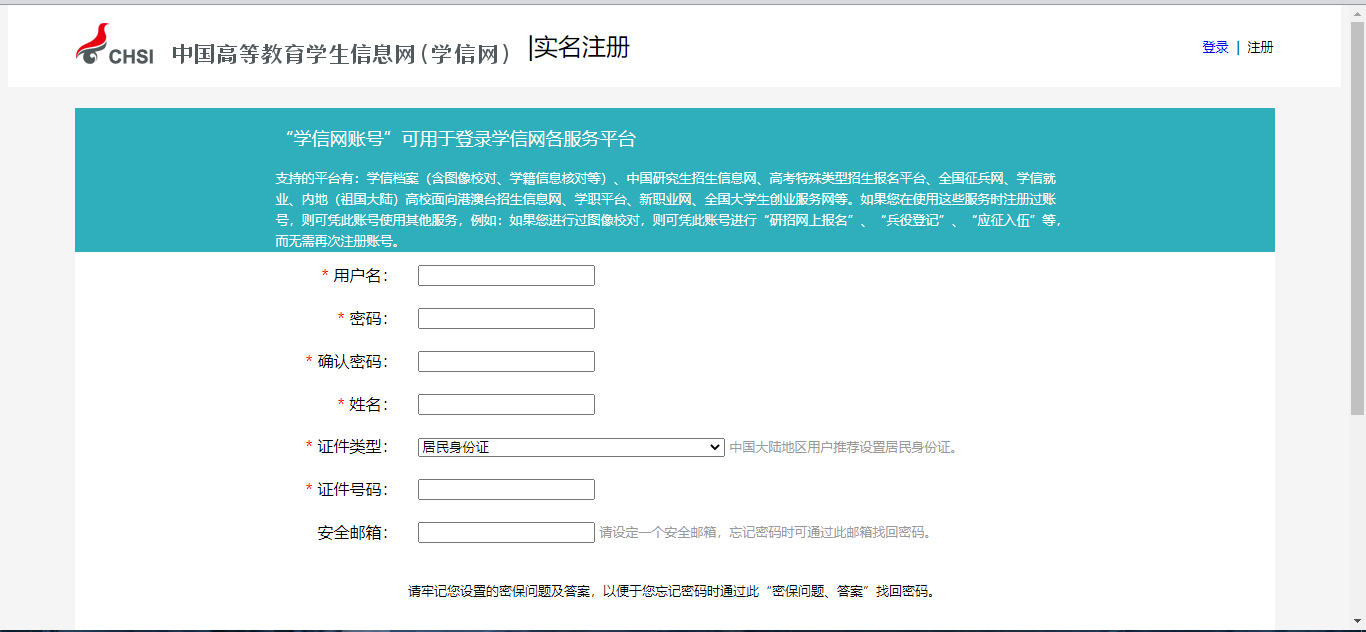 CHSI 中国高等教育学生信息网(学信网) |实名注册 登录 | 注册
“学信网账号”可用于登录学信网各服务平台
支持的平台有：学信档案（含图像校对、学籍信息核对等）、中国研究生招生信息网、高考特殊类型招生报名平台、全国征兵网、学信就
业、内地（祖国大陆）高校面向港澳台招生信息网、学职平台、新职业网、全国大学生创业服务网等。如果您在使用这些服务时注册过账
号，则可凭此账号使用其他服务，例如：如果您进行过图像校对，则可凭此账号进行“研招网上报名”、“兵役登记”、“应征入伍”等，
而无需再次注册账号。
* 用户名：
* 密码：
* 确认密码：
* 姓名：
* 证件类型： 居民身份证 中国大陆地区用户推荐设置居民身份证。
* 证件号码：
安全邮箱： 请设定一个安全邮箱，忘记密码时可通过此邮箱找回密码。
请牢记您设置的密保问题及答案，以便于您忘记密码时通过此“密保问题、答案”找回密码。